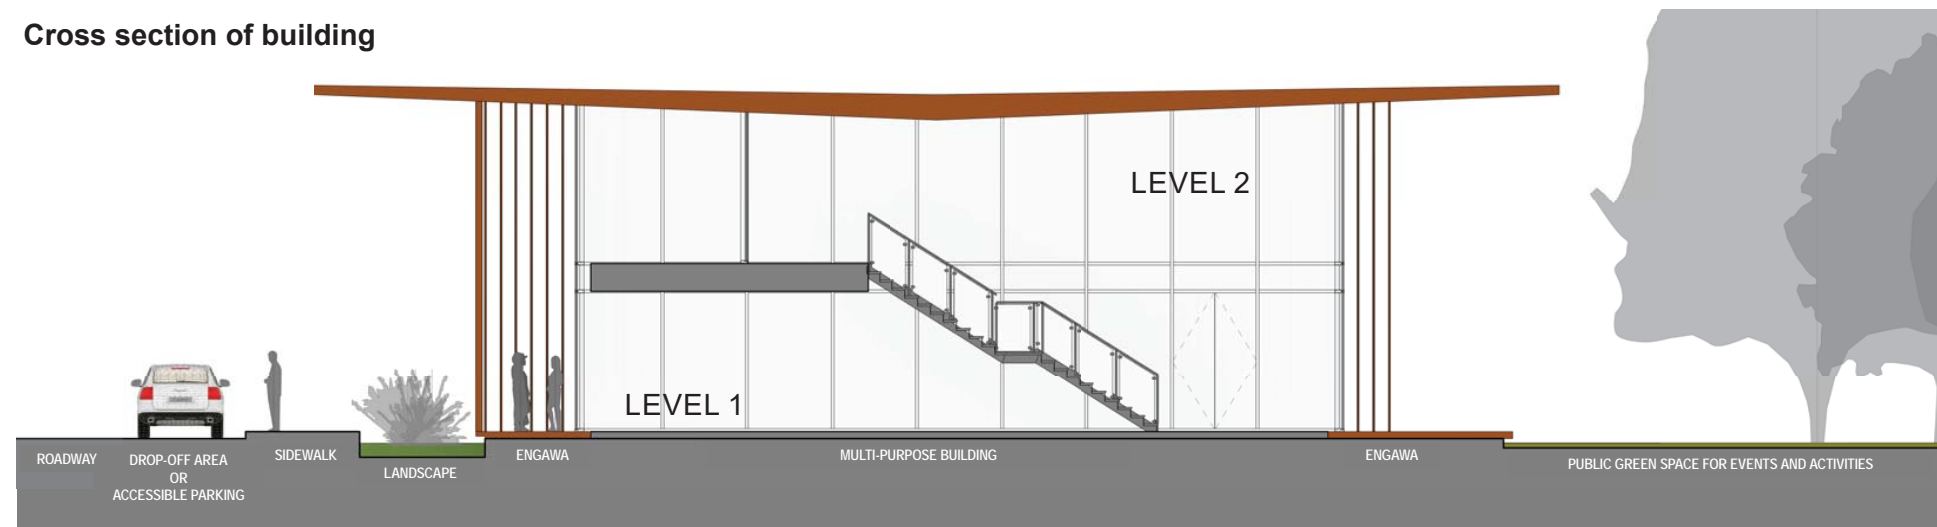 Cross section of building
LEVEL 2
LEVEL 1
ROADWAY
DROP-OFF AREA
OR
ACCESSIBLE PARKING
SIDEWALK
LANDSCAPE
ENGAWA
MULTI-PURPOSE BUILDING
ENGAWA
PUBLIC GREEN SPACE FOR EVENTS AND ACTIVITIES